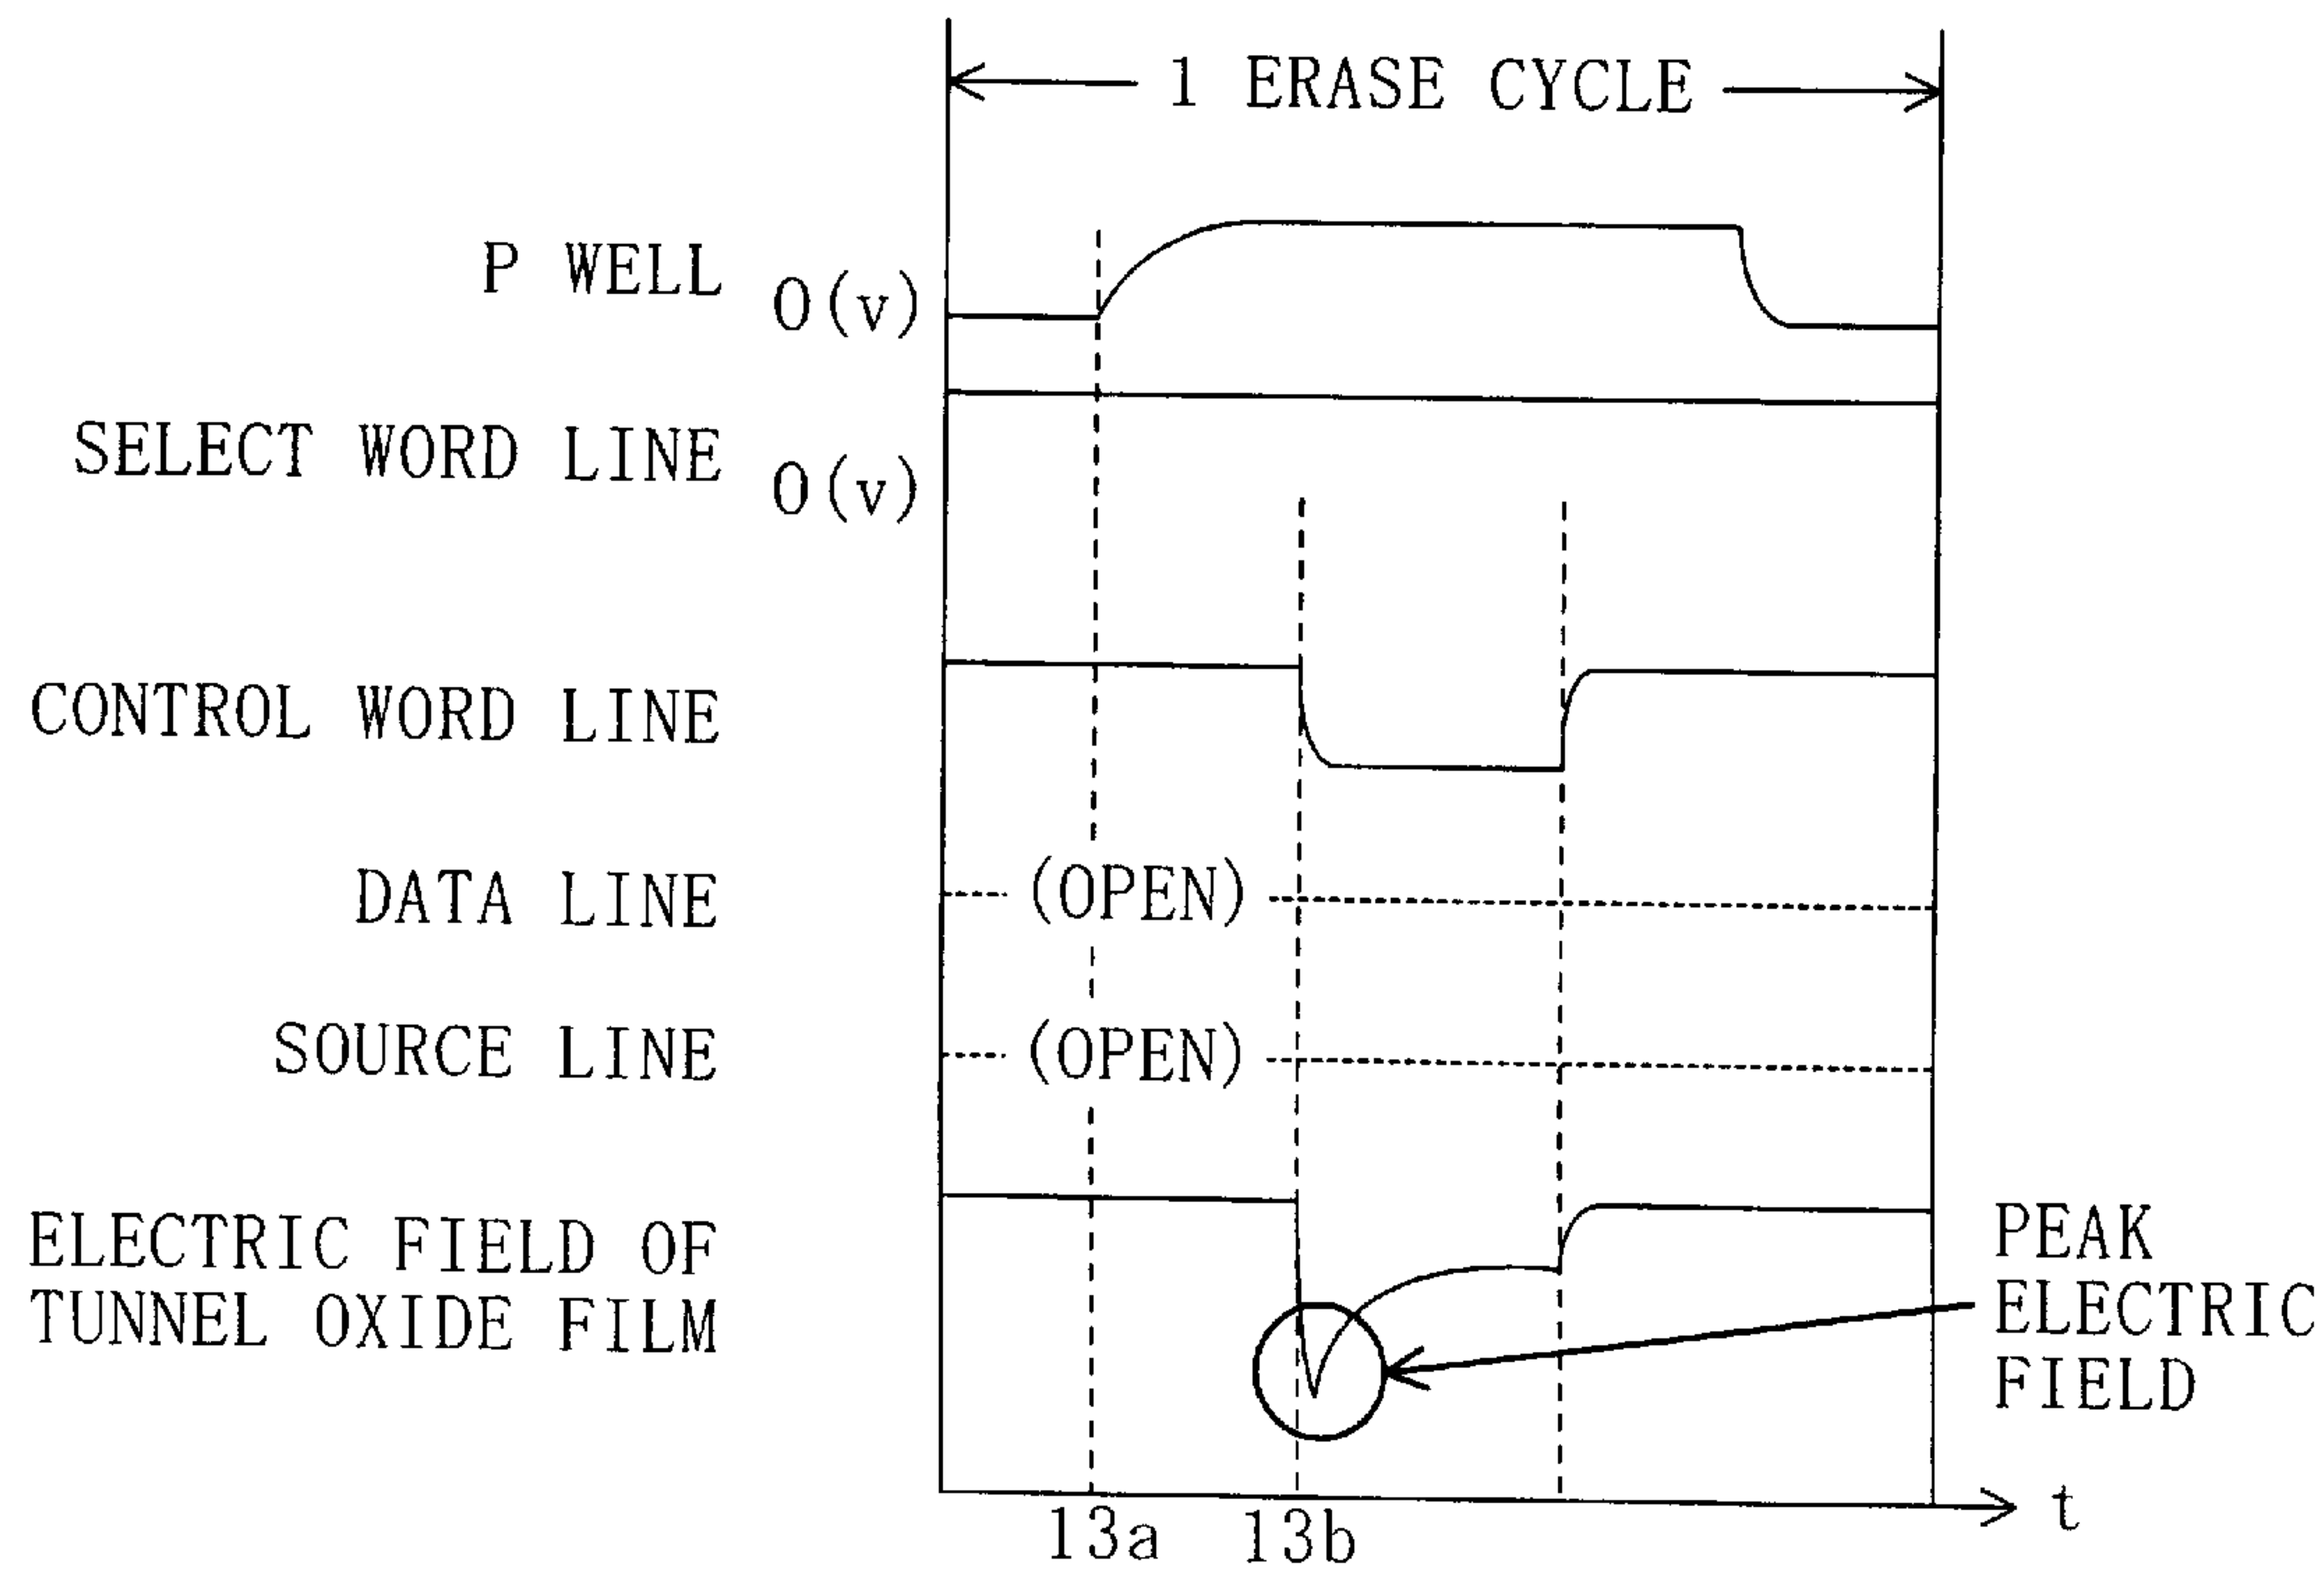 1 ERASE CYCLE
P WELL
0(v)
SELECT WORD LINE
0(v)
CONTROL WORD LINE
DATA LINE
(OPEN)
SOURCE LINE
(OPEN)
ELECTRIC FIELD OF
TUNNEL OXIDE FILM
PEAK
ELECTRIC
FIELD
13a
13b
t